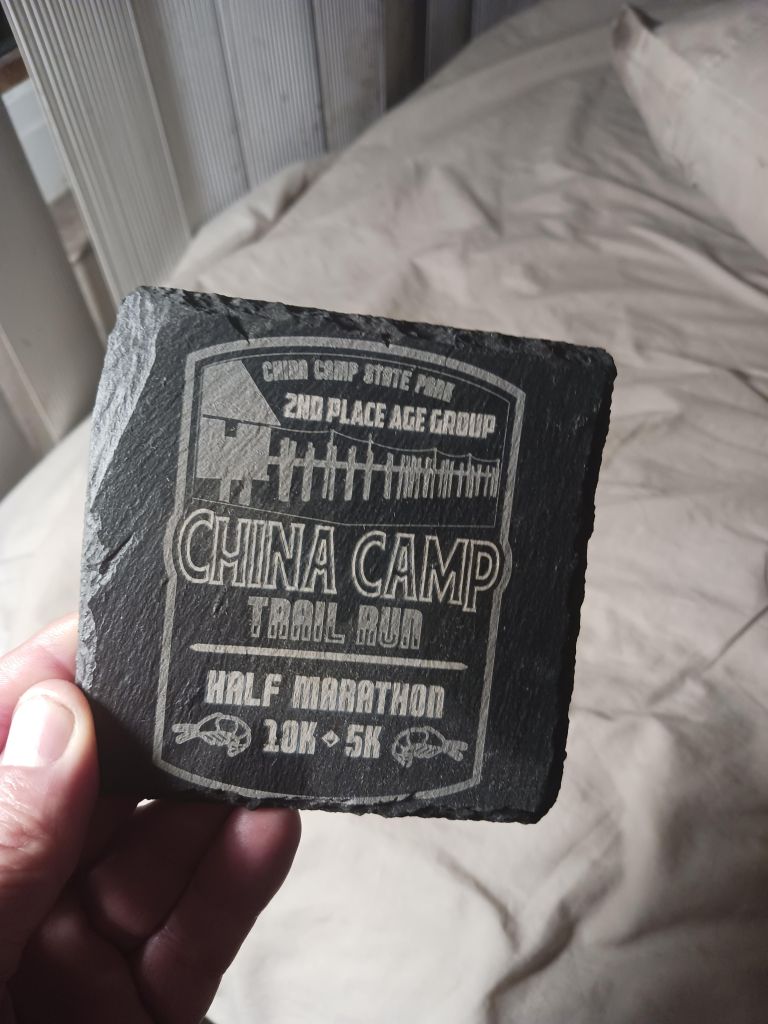 CHINA CAMP STATE PARK
2ND PLACE AGE GROUP
CHINA CAMP
TRAIL RUN
HALF MARATHON
10K ⋄ 5K